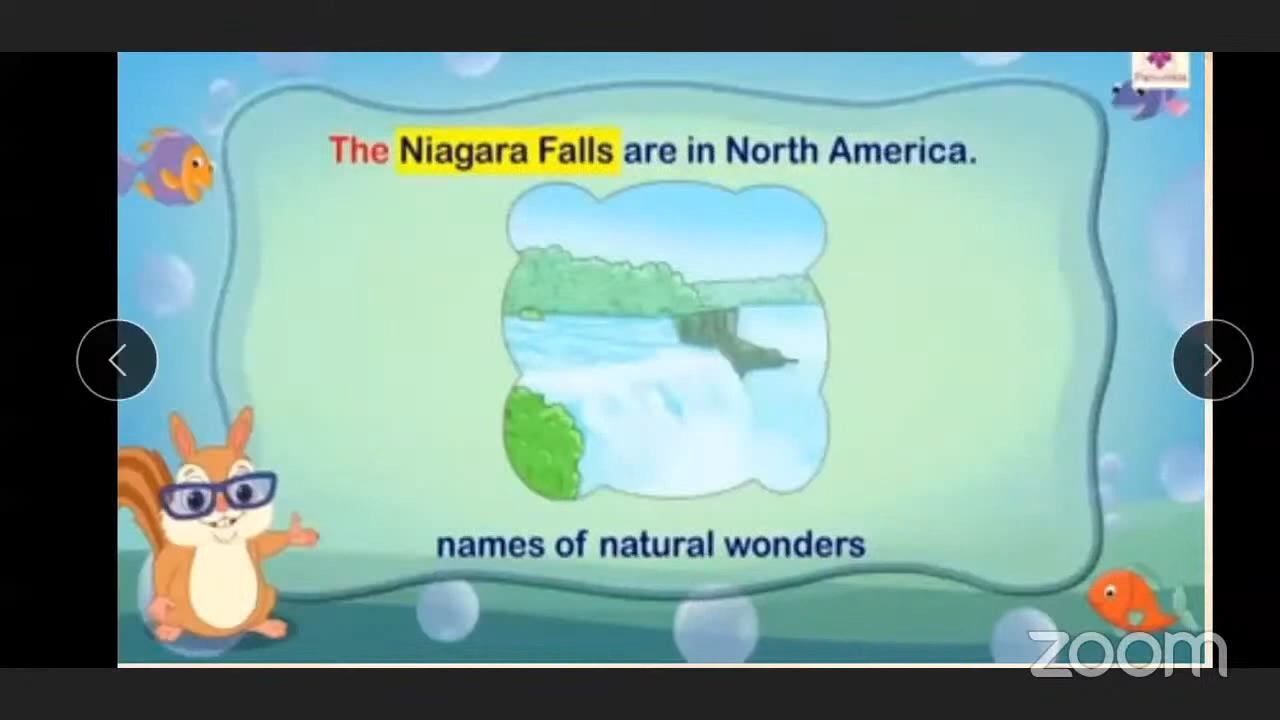 The Niagara Falls are in North America.
names of natural wonders
zoom